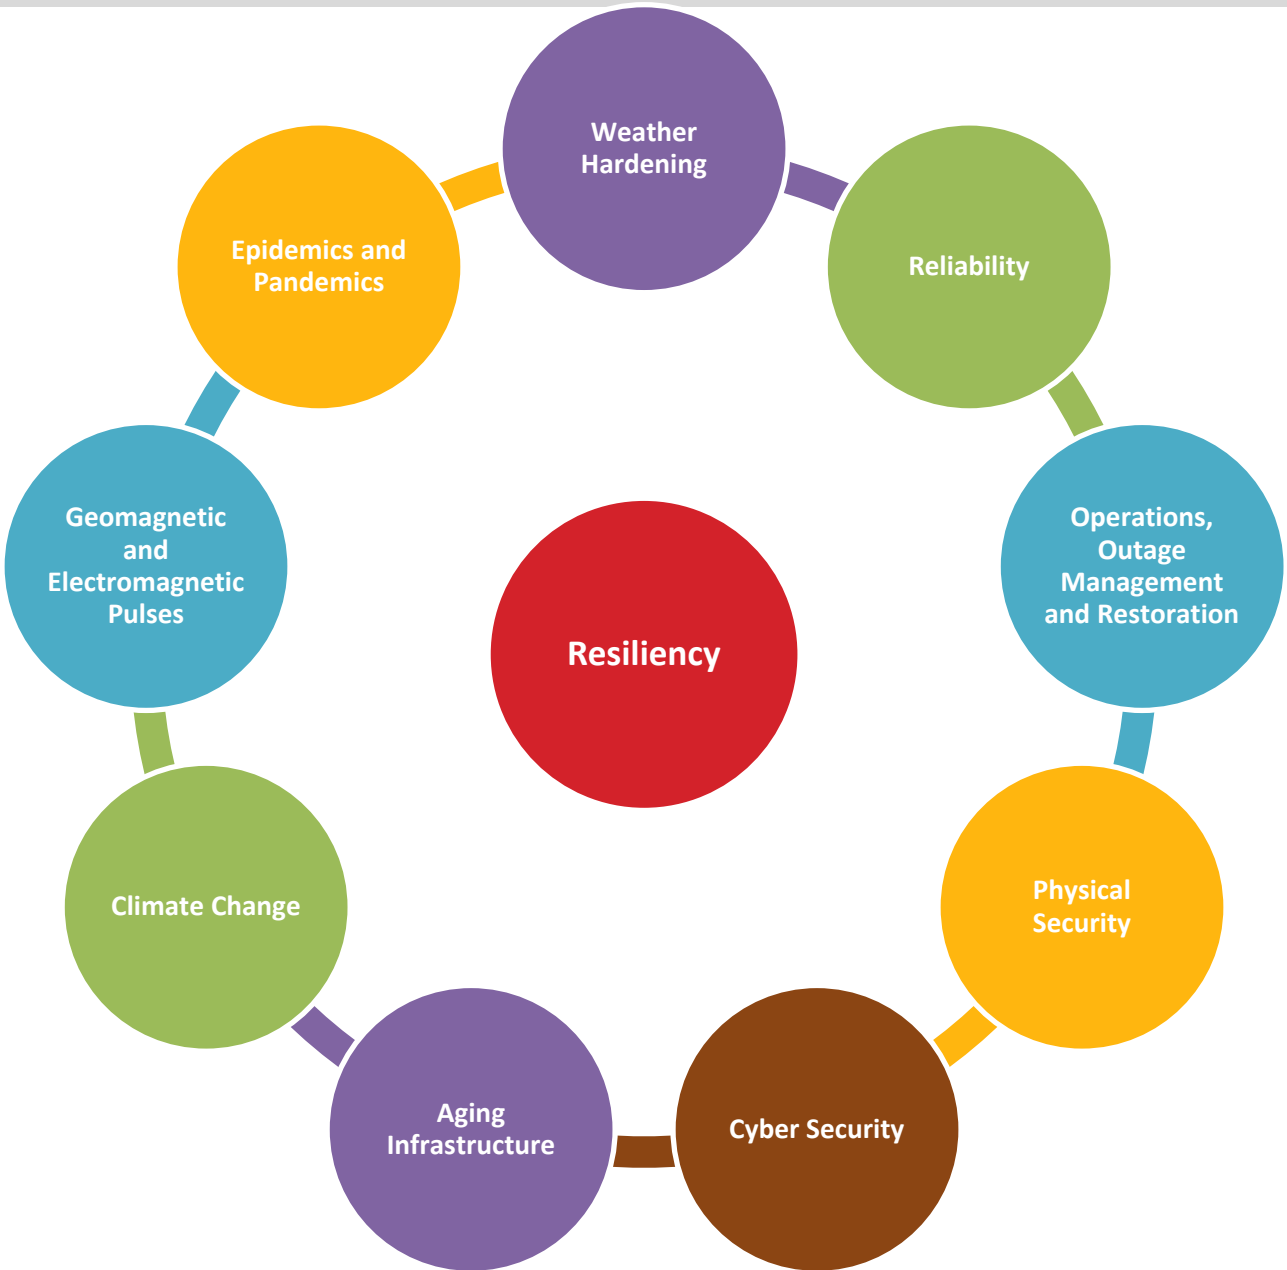 Weather
Hardening
Reliability
Operations,
Outage
Management
and Restoration
Physical
Security
Cyber Security
Aging
Infrastructure
Climate Change
Geomagnetic
and
Electromagnetic
Pulses
Epidemics and
Pandemics
Resiliency